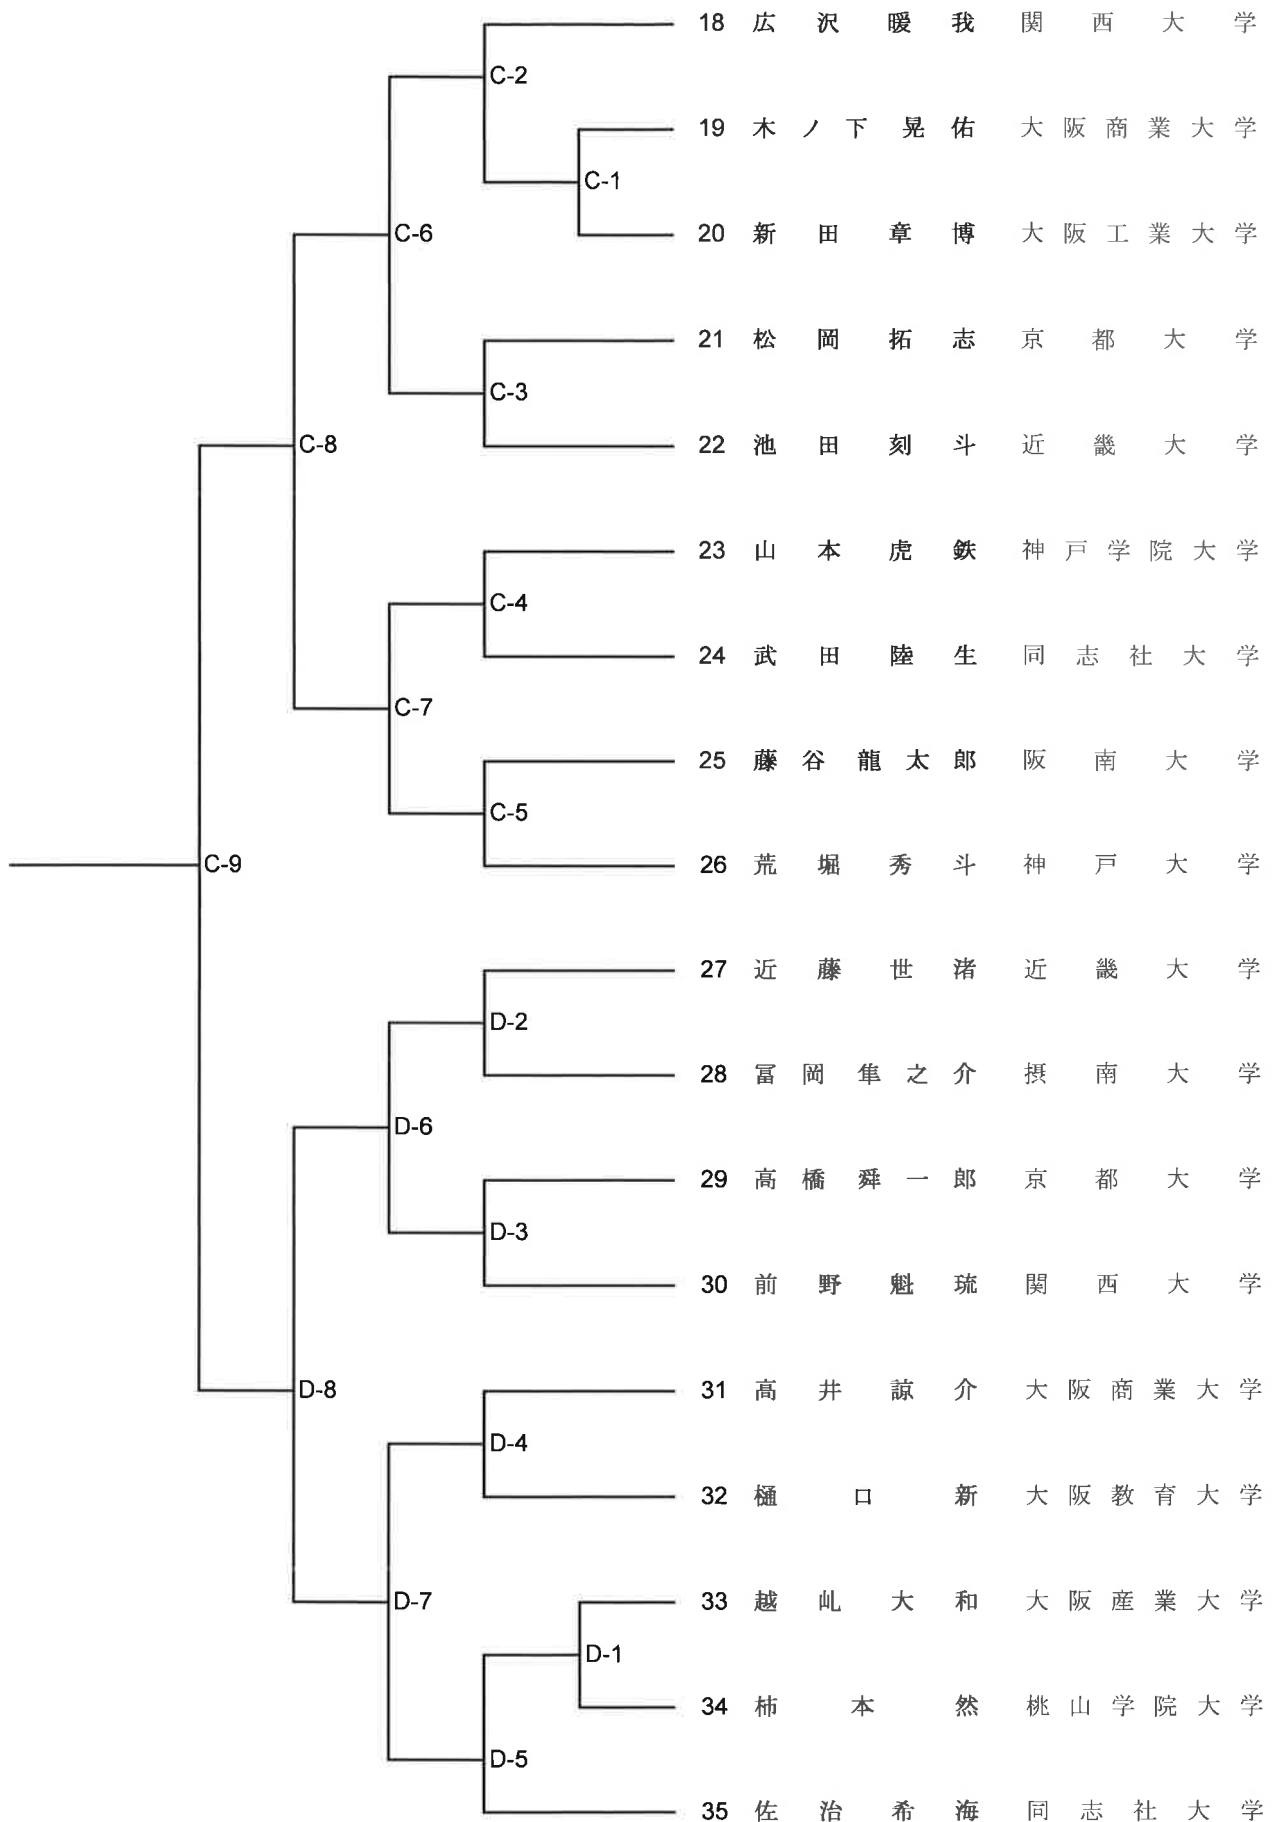 18 広沢暖我 関西大学
C-2
19 木ノ下晃佑 大阪商業大学
C-1
20 新田章博 大阪工業大学
C-6
21 松岡拓志 京都大学
C-3
22 池田刻斗 近畿大学
C-8
23 山本虎鉄 神戸学院大学
C-4
24 武田陸生 同志社大学
C-7
25 藤谷龍太郎 阪南大学
C-5
26 荒堀秀斗 神戸大学
C-9
27 近藤世渚 近畿大学
D-2
28 冨岡隼之介 摂南大学
D-6
29 高橋舜一郎 京都大学
D-3
30 前野魁琉 関西大学
D-8
31 高井諒介 大阪商業大学
D-4
32 樋口新 大阪教育大学
D-7
33 越乢大和 大阪産業大学
D-1
34 柿本然 桃山学院大学
D-5
35 佐治希海 同志社大学